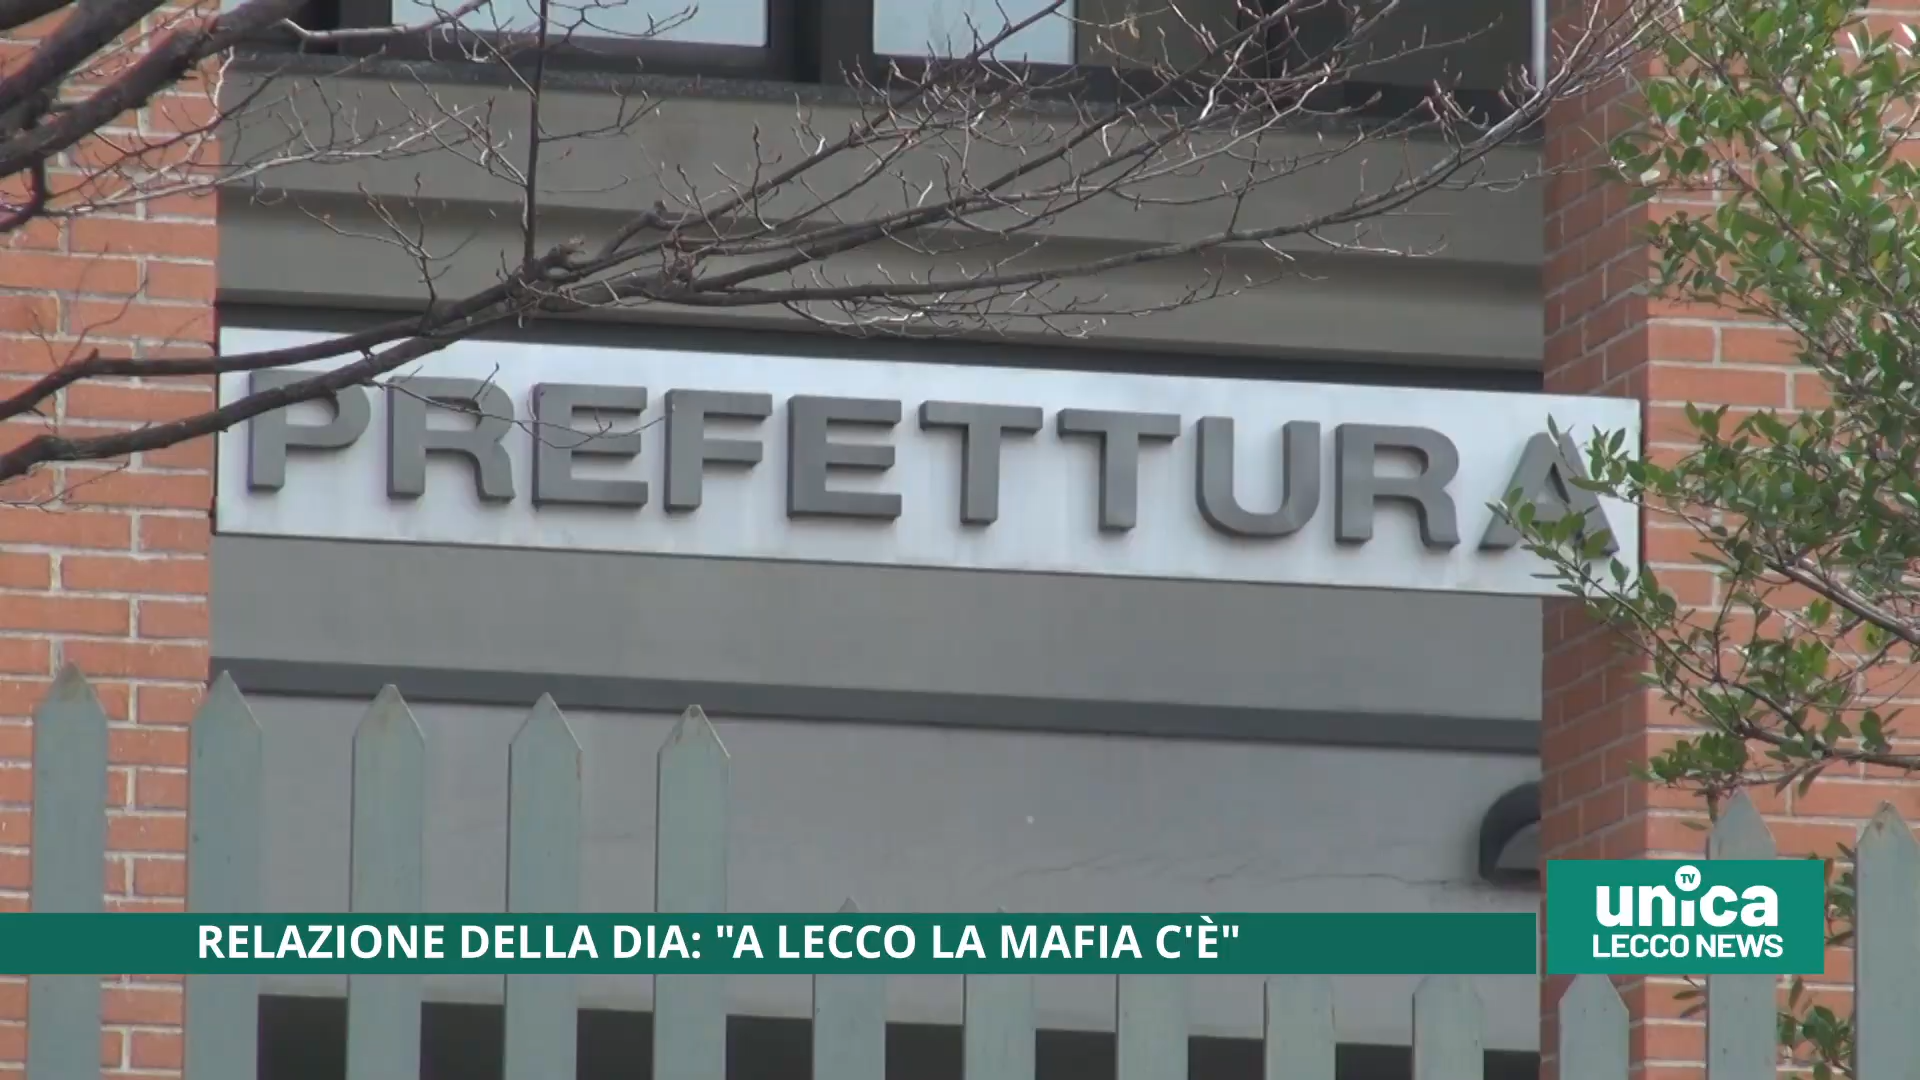 PREFETTURA
RELAZIONE DELLA DIA: "A LECCO LA MAFIA C'È"
TV
unica
LECCO NEWS